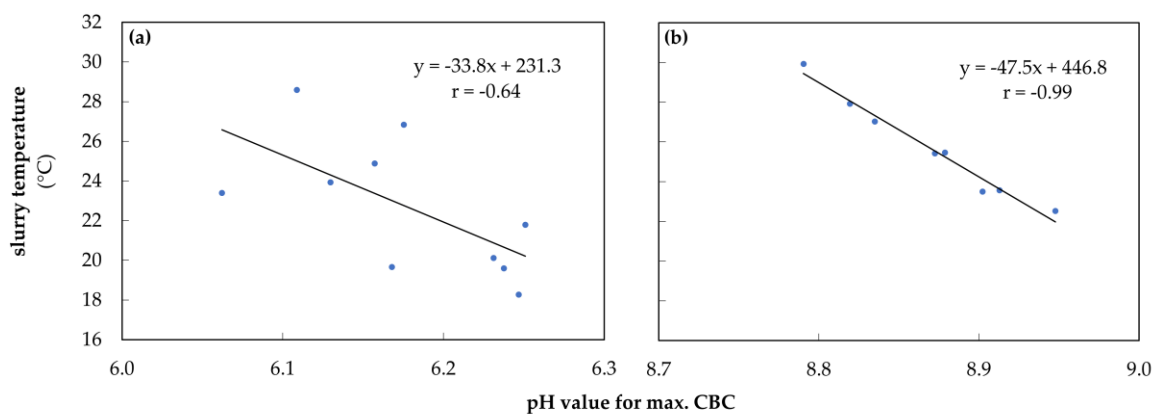 32
30
28
26
24
22
20
18
16
slurry temperature
(°C)
(a)
y = -33.8x + 231.3
r = -0.64
(b)
y = -47.5x + 446.8
r = -0.99
6.0 6.1 6.2 6.3
8.7 8.8 8.9 9.0
pH value for max. CBC